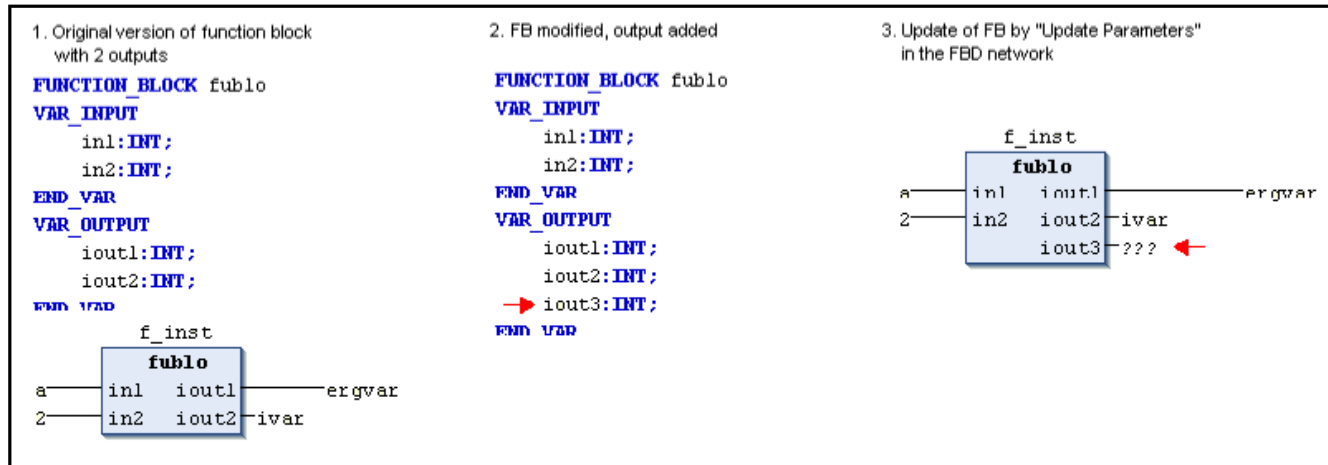 1. Original version of function block
with 2 outputs
FUNCTION_BLOCK fublo
VAR_INPUT
in1:INT;
in2:INT;
END_VAR
VAR_OUTPUT
iout1:INT;
iout2:INT;
END_VAR
f_inst
fublo
a in1 iout1 ergvar
2 in2 iout2 ivar
2. FB modified, output added
FUNCTION_BLOCK fublo
VAR_INPUT
in1:INT;
in2:INT;
END_VAR
VAR_OUTPUT
iout1:INT;
iout2:INT;
iout3:INT;
END_VAR
3. Update of FB by "Update Parameters"
in the FBD network
f_inst
fublo
a in1 iout1 ergvar
2 in2 iout2 ivar
iout3 ???